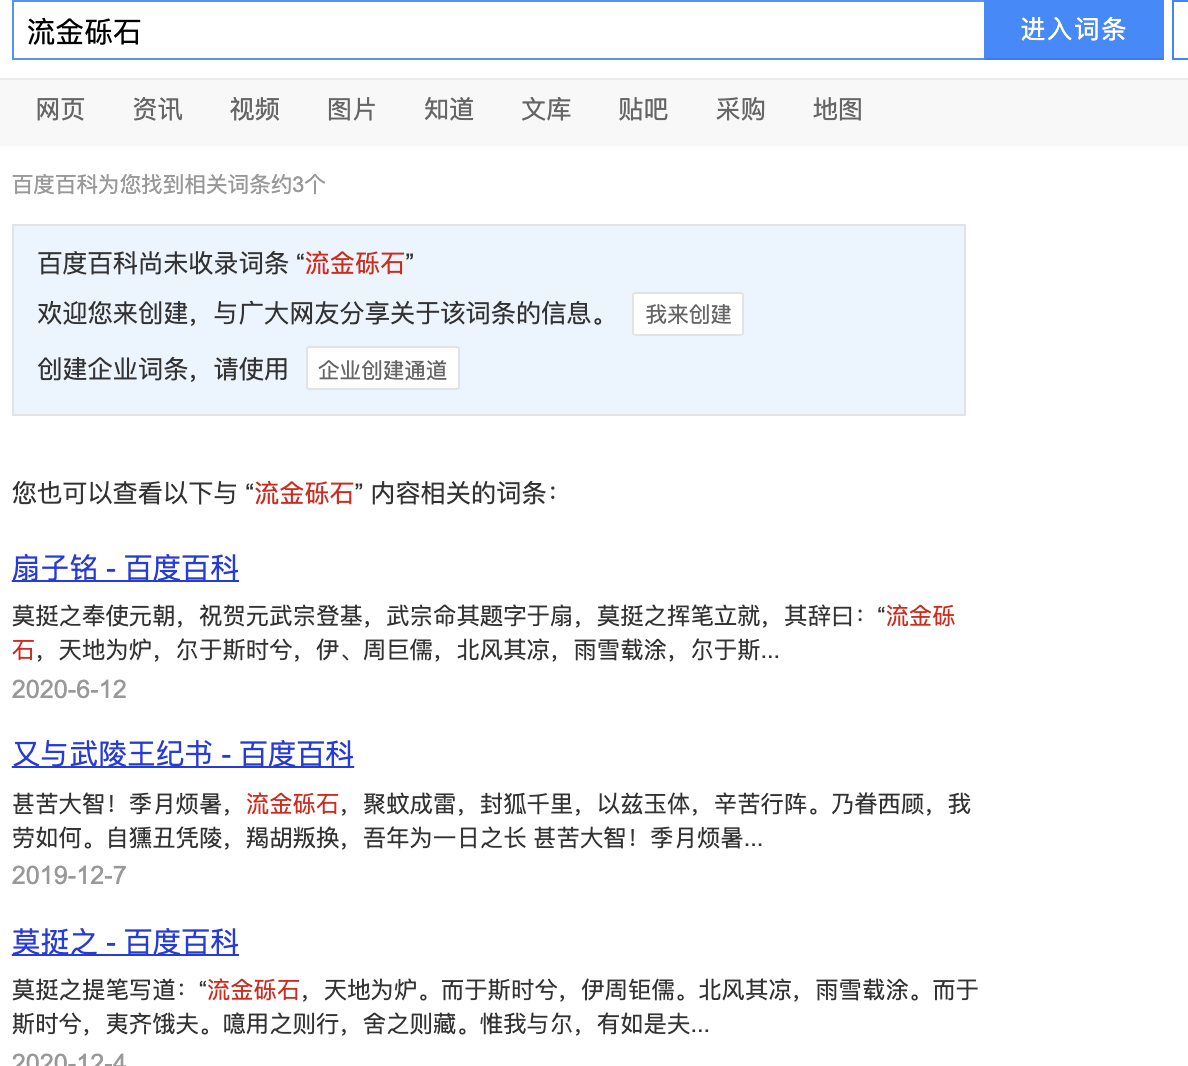 流金砾石
进入词条
网页 资讯 视频 图片 知道 文库 贴吧 采购 地图
百度百科为您找到相关词条约3个
百度百科尚未收录词条 “流金砾石”
欢迎您来创建，与广大网友分享关于该词条的信息。 我来创建
创建企业词条，请使用 企业创建通道
您也可以查看以下与 “流金砾石” 内容相关的词条：
扇子铭 - 百度百科
莫挺之奉使元朝，祝贺元武宗登基，武宗命其题字于扇，莫挺之挥笔立就，其辞曰：“流金砾
石，天地为炉，尔于斯时兮，伊、周巨儒，北风其凉，雨雪载涂，尔于斯...
2020-6-12
又与武陵王纪书 - 百度百科
甚苦大智！季月烦暑，流金砾石，聚蚊成雷，封狐千里，以兹玉体，辛苦行阵。乃眷西顾，我
劳如何。自獯丑凭陵，羯胡叛换，吾年为一日之长 甚苦大智！季月烦暑...
2019-12-7
莫挺之 - 百度百科
莫挺之提笔写道：“流金砾石，天地为炉。而于斯时兮，伊周钜儒。北风其凉，雨雪载涂。而于
斯时兮，夷齐饿夫。噫用之则行，舍之则藏。惟我与尔，有如是夫...
2020-12-4